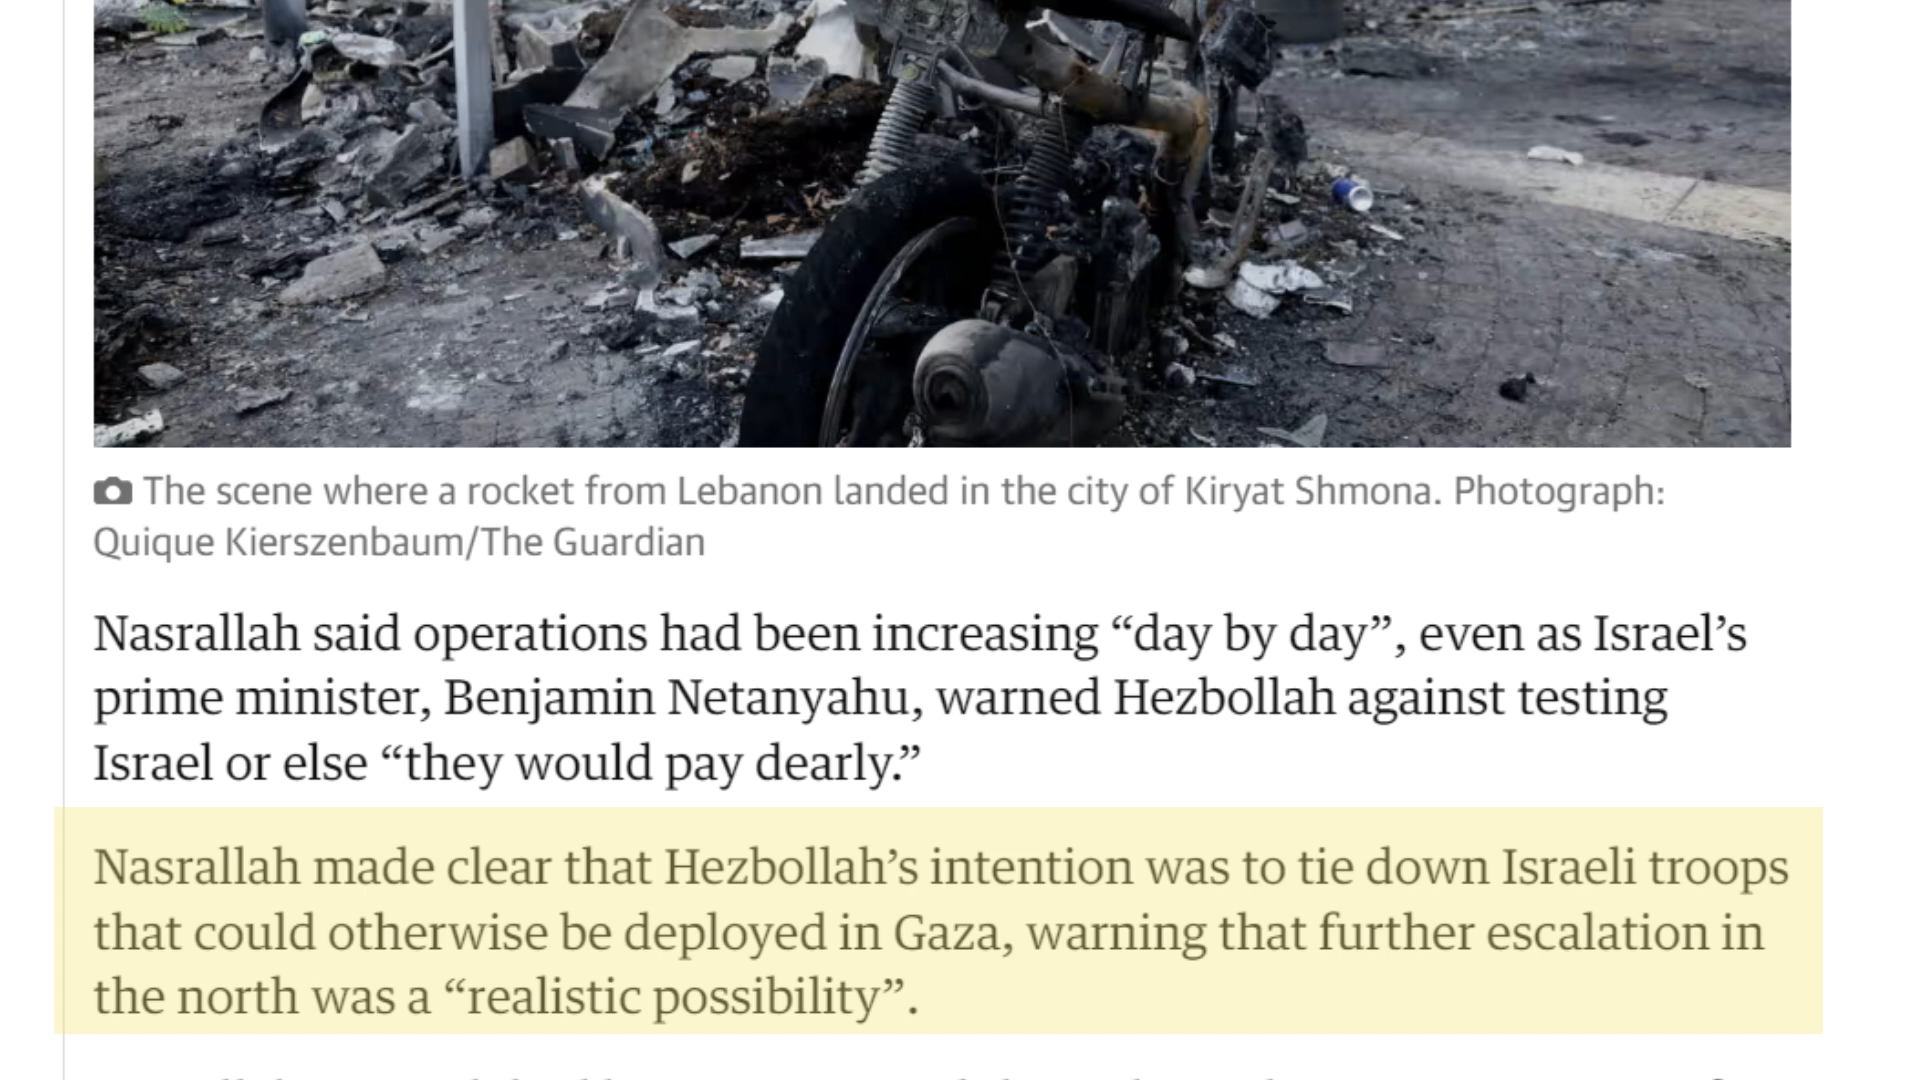 The scene where a rocket from Lebanon landed in the city of Kiryat Shmona. Photograph:
Quique Kierszenbaum/The Guardian
Nasrallah said operations had been increasing “day by day”, even as Israel’s
prime minister, Benjamin Netanyahu, warned Hezbollah against testing
Israel or else “they would pay dearly.”
Nasrallah made clear that Hezbollah’s intention was to tie down Israeli troops
that could otherwise be deployed in Gaza, warning that further escalation in
the north was a “realistic possibility”.